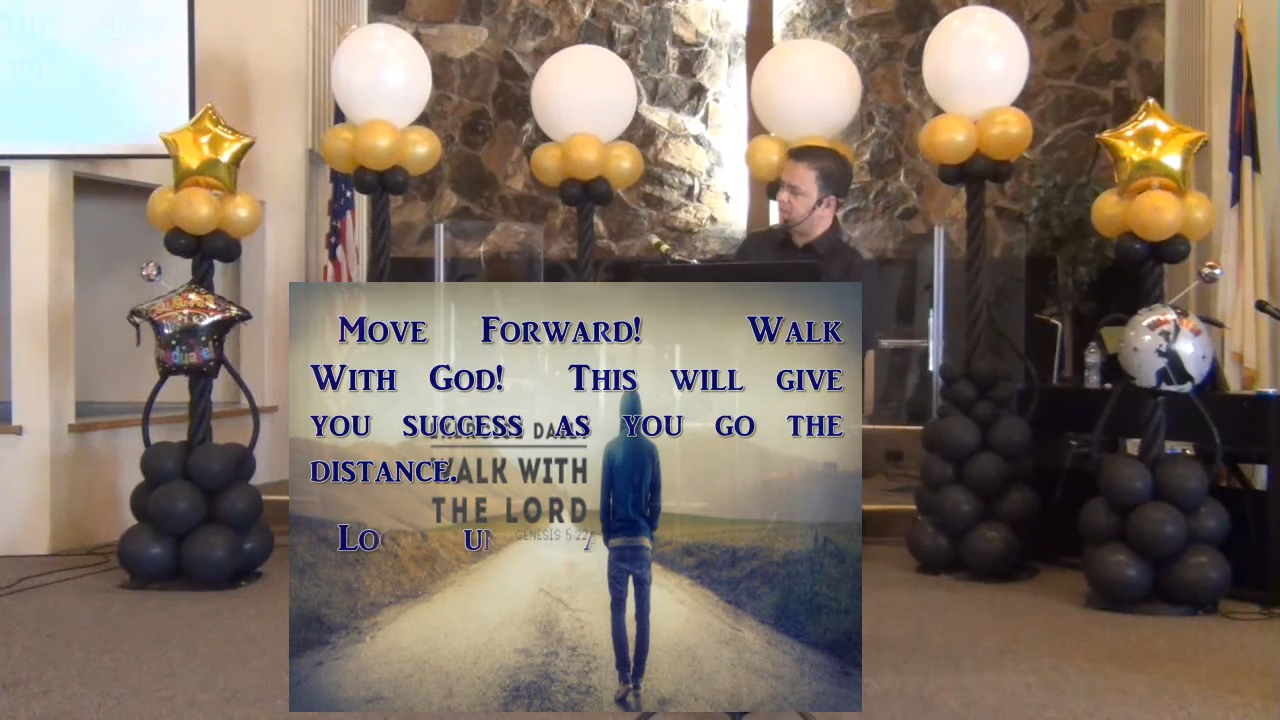 Move Forward! Walk
With God! This will give
you success as you go the
distance.
WALK WITH
THE LORD
GENESIS 5:22